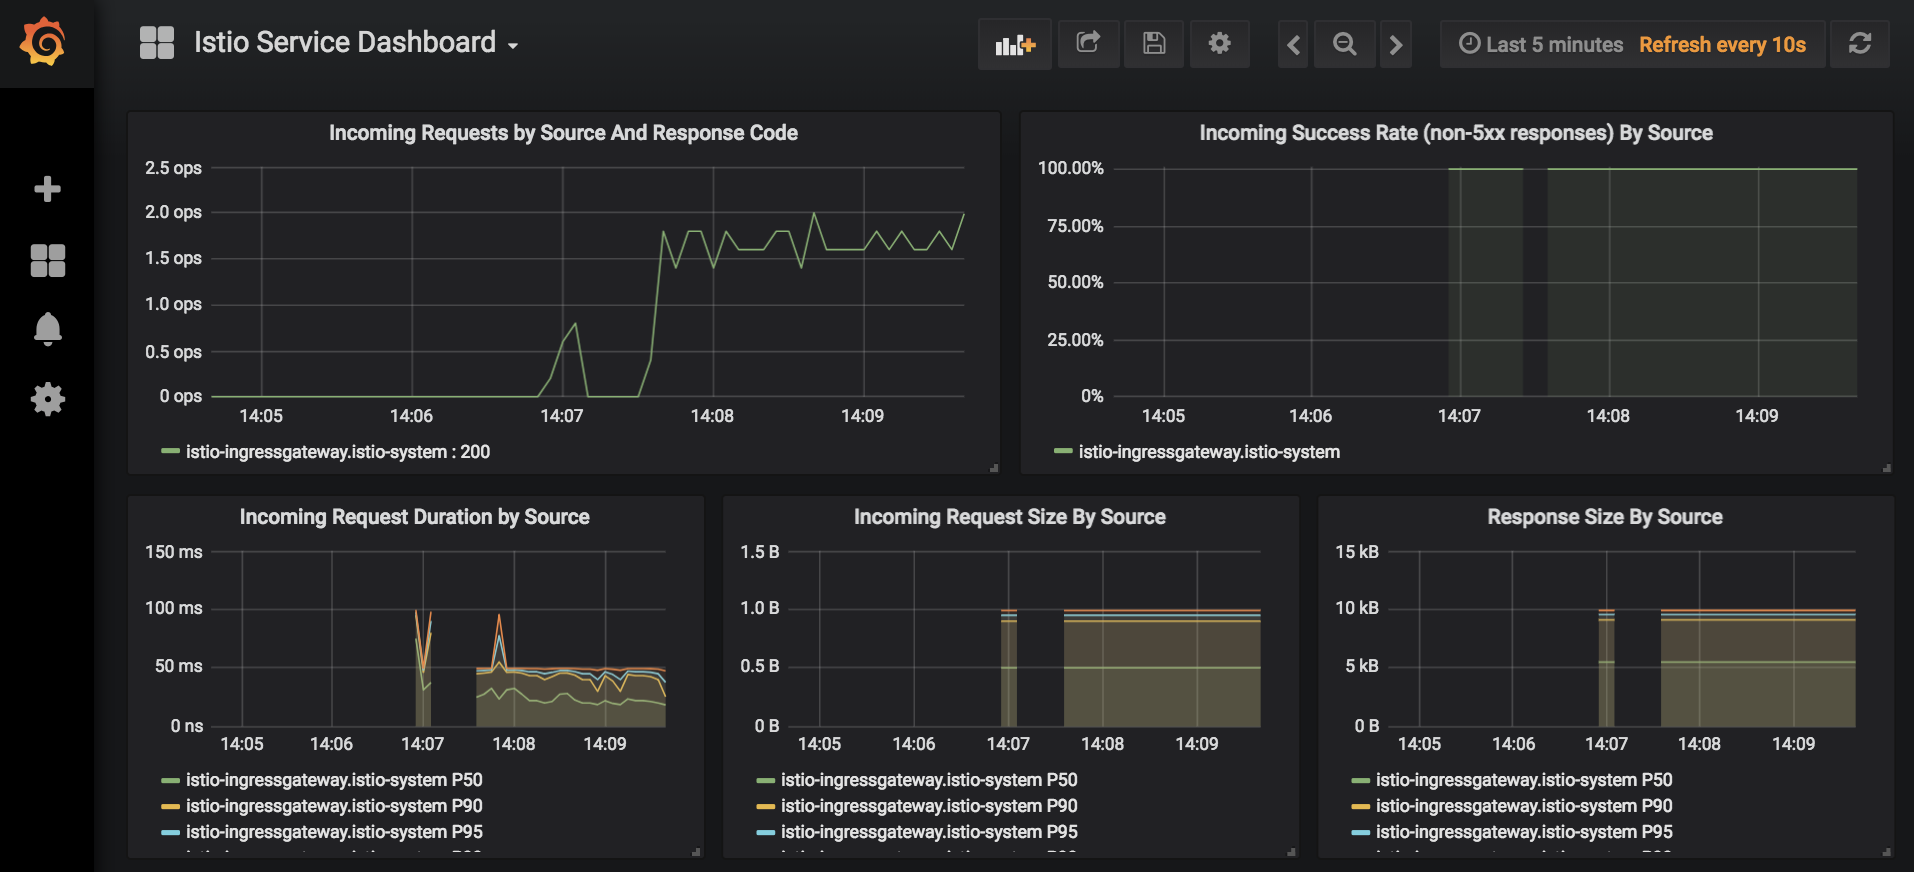 Istio Service Dashboard
Last 5 minutes Refresh every 10s
Incoming Requests by Source And Response Code
2.5 ops
2.0 ops
1.5 ops
1.0 ops
0.5 ops
0 ops
14:05 14:06 14:07 14:08 14:09
istio-ingressgateway.istio-system : 200
Incoming Success Rate (non-5xx responses) By Source
100.00%
75.00%
50.00%
25.00%
0%
14:05 14:06 14:07 14:08 14:09
istio-ingressgateway.istio-system
Incoming Request Duration by Source
150 ms
100 ms
50 ms
0 ns
14:05 14:06 14:07 14:08 14:09
istio-ingressgateway.istio-system P50
istio-ingressgateway.istio-system P90
istio-ingressgateway.istio-system P95
Incoming Request Size By Source
1.5 B
1.0 B
0.5 B
0 B
14:05 14:06 14:07 14:08 14:09
istio-ingressgateway.istio-system P50
istio-ingressgateway.istio-system P90
istio-ingressgateway.istio-system P95
Response Size By Source
15 kB
10 kB
5 kB
0 B
14:05 14:06 14:07 14:08 14:09
istio-ingressgateway.istio-system P50
istio-ingressgateway.istio-system P90
istio-ingressgateway.istio-system P95